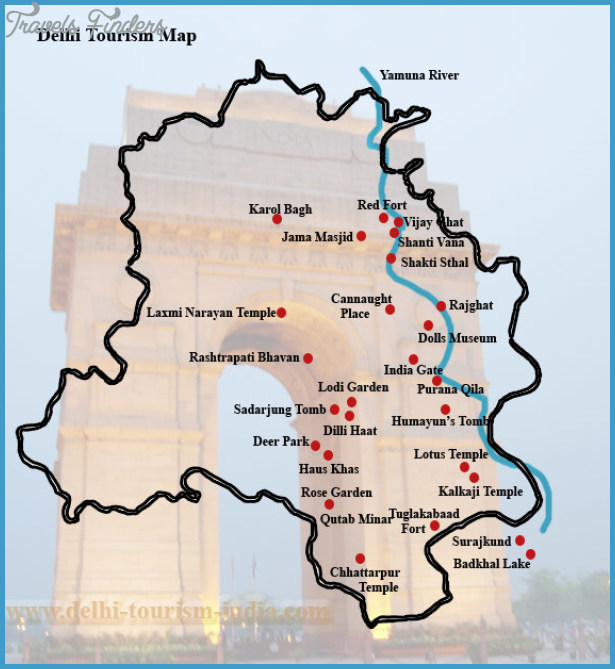 Travels Finders
Delhi Tourism Map
Yamuna River
Karol Bagh
Red Fort
Vijay Ghat
Jama Masjid
Shanti Vana
Shakti Sthal
Cannaught
Place
Rajghat
Laxmi Narayan Temple
Dolls Museum
Rashtrapati Bhavan
India Gate
Lodi Garden
Purana Qila
Sadarjung Tomb
Humayun's Tomb
Dilli Haat
Deer Park
Haus Khas
Lotus Temple
Kalkaji Temple
Rose Garden
Qutab Minar
Tuglakabaad
Fort
Surajkund
Badkhal Lake
Chhattarpur
Temple
www.delhi-tourism-india.com